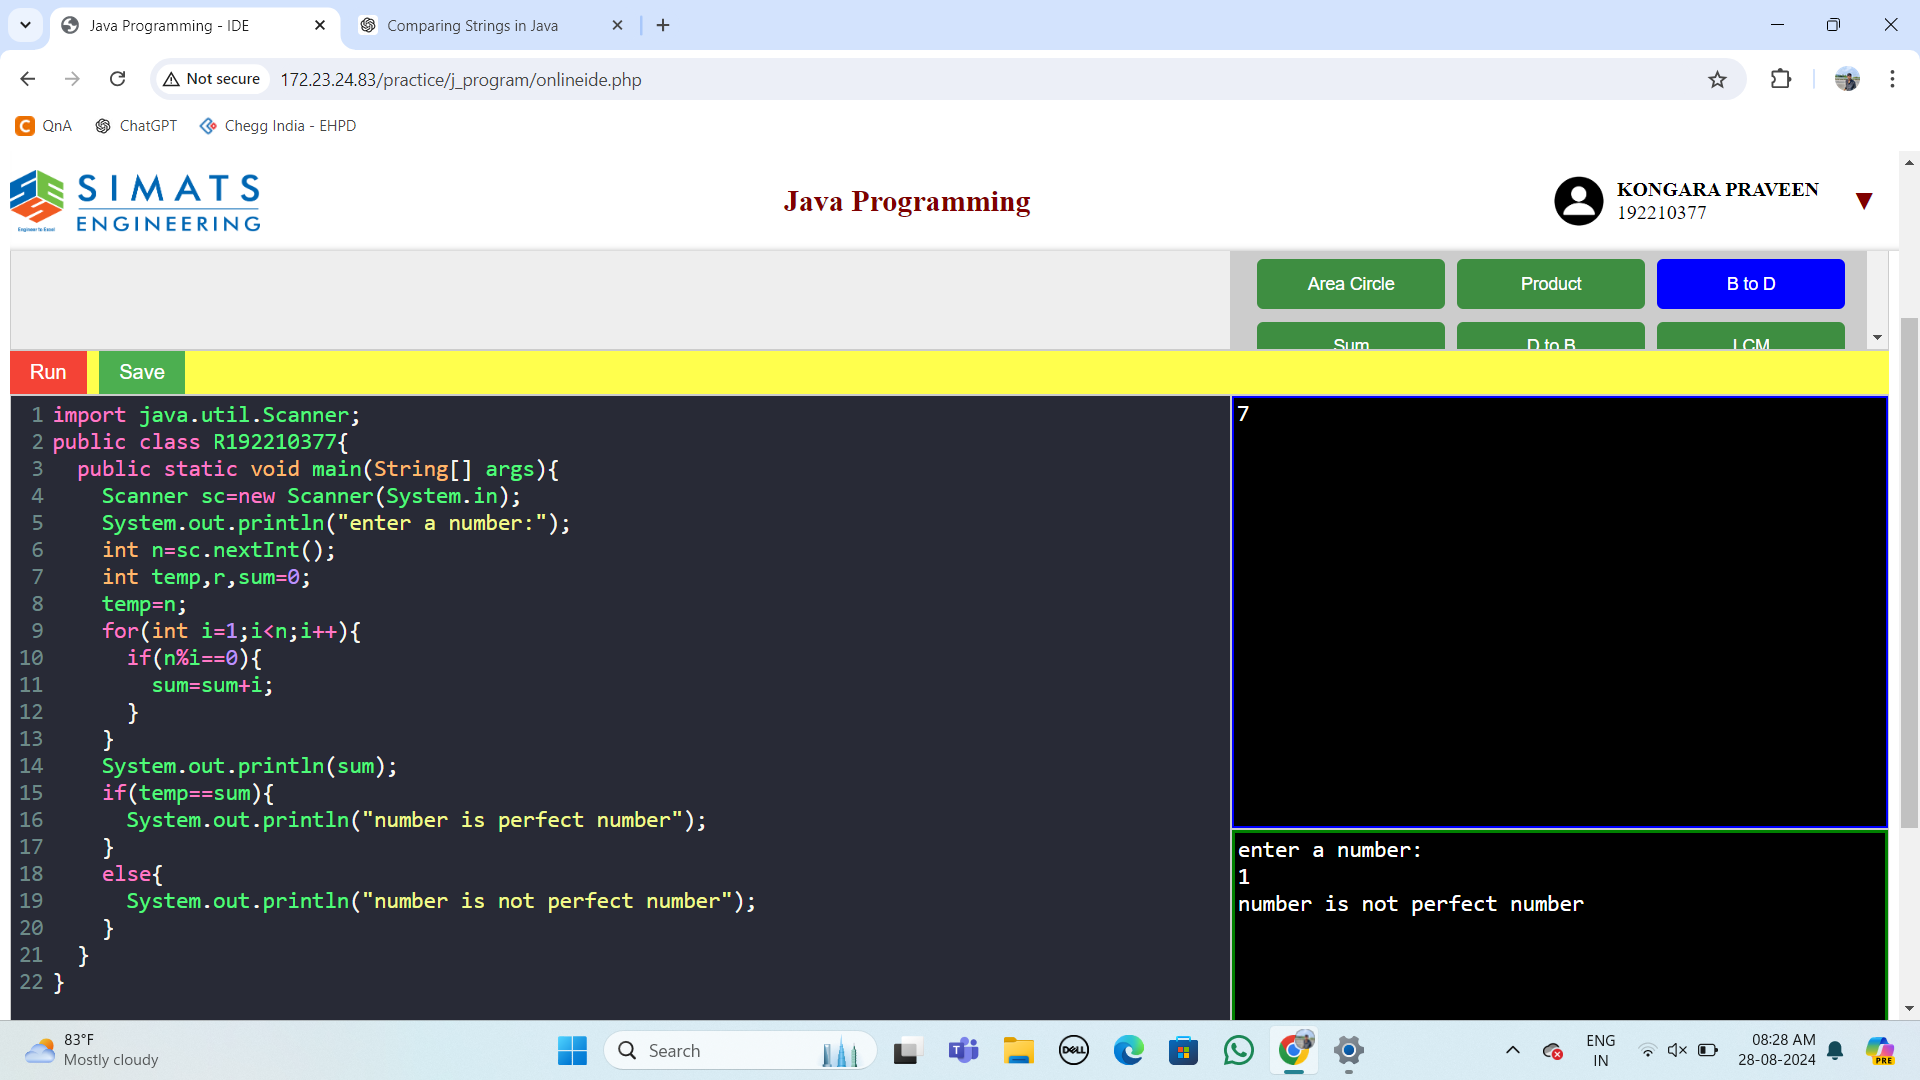 Java Programming - IDE
Comparing Strings in Java
Not secure
172.23.24.83/practice/j_program/onlineide.php
QnA
ChatGPT
Chegg India - EHPD
SIMATS
ENGINEERING
Engineer to Excel
Java Programming
KONGARA PRAVEEN
192210377
Area Circle
Product
B to D
Sum
D to B
LCM
Run
Save
1 import java.util.Scanner;
2 public class R192210377{
3 public static void main(String[] args){
4 Scanner sc=new Scanner(System.in);
5 System.out.println("enter a number:");
6 int n=sc.nextInt();
7 int temp,r,sum=0;
8 temp=n;
9 for(int i=1;i<n;i++){
10 if(n%i==0){
11 sum=sum+i;
12 }
13 }
14 System.out.println(sum);
15 if(temp==sum){
16 System.out.println("number is perfect number");
17 }
18 else{
19 System.out.println("number is not perfect number");
20 }
21 }
22 }
7
enter a number:
1
number is not perfect number
83°F
Mostly cloudy
Search
DELL
ENG
IN
08:28 AM
28-08-2024
PRE